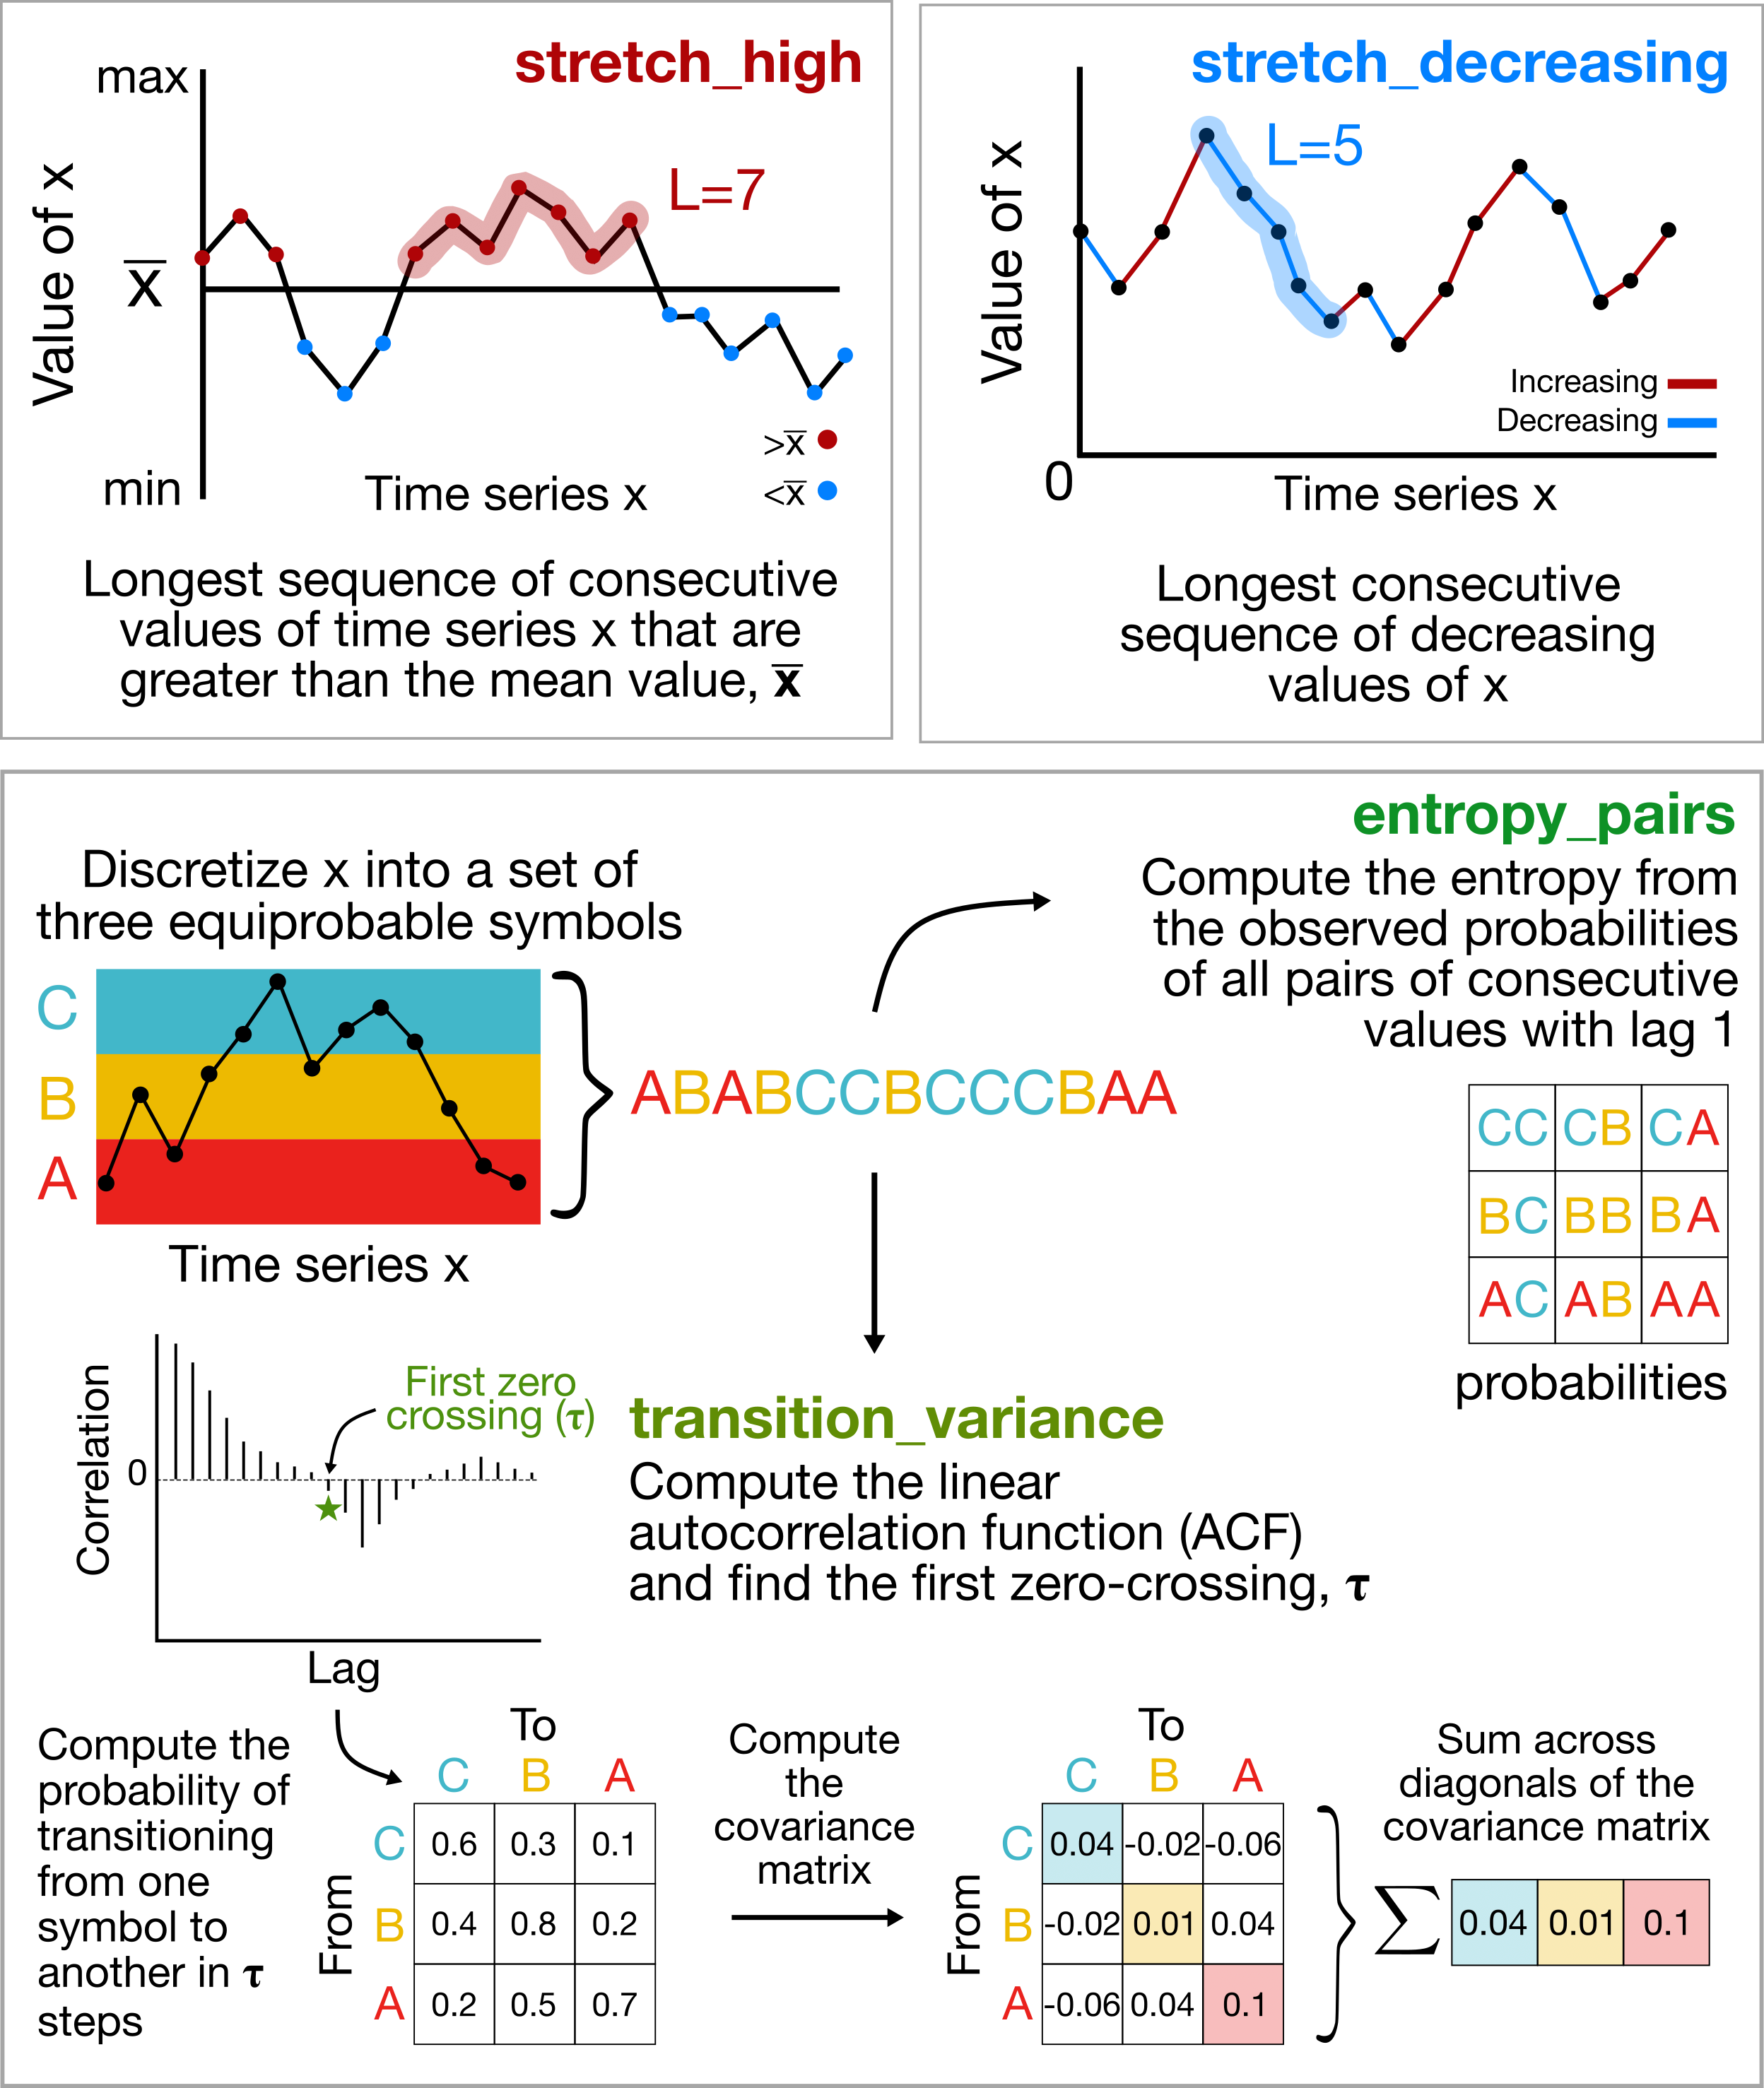 stretch_high
max
Value of x
x̅
min
L=7
>x̅
<x̅
Time series x
Longest sequence of consecutive
values of time series x that are
greater than the mean value, x̅
stretch_decreasing
Value of x
L=5
Increasing
Decreasing
0
Time series x
Longest consecutive
sequence of decreasing
values of x
entropy_pairs
Compute the entropy from
the observed probabilities
of all pairs of consecutive
values with lag 1
Discretize x into a set of
three equiprobable symbols
C
B
A
Time series x
ABABCCBCCCBAA
CC CB CA
BC BB BA
AC AB AA
probabilities
Correlation
0
First zero
crossing (τ)
Lag
transition_variance
Compute the linear
autocorrelation function (ACF)
and find the first zero-crossing, τ
Compute the
probability of
transitioning
from one
symbol to
another in τ
steps
To
C B A
From
C 0.6 0.3 0.1
B 0.4 0.8 0.2
A 0.2 0.5 0.7
Compute
the
covariance
matrix
To
C B A
From
C 0.04 -0.02 -0.06
B -0.02 0.01 0.04
A -0.06 0.04 0.1
Sum across
diagonals of the
covariance matrix
∑ 0.04 0.01 0.1